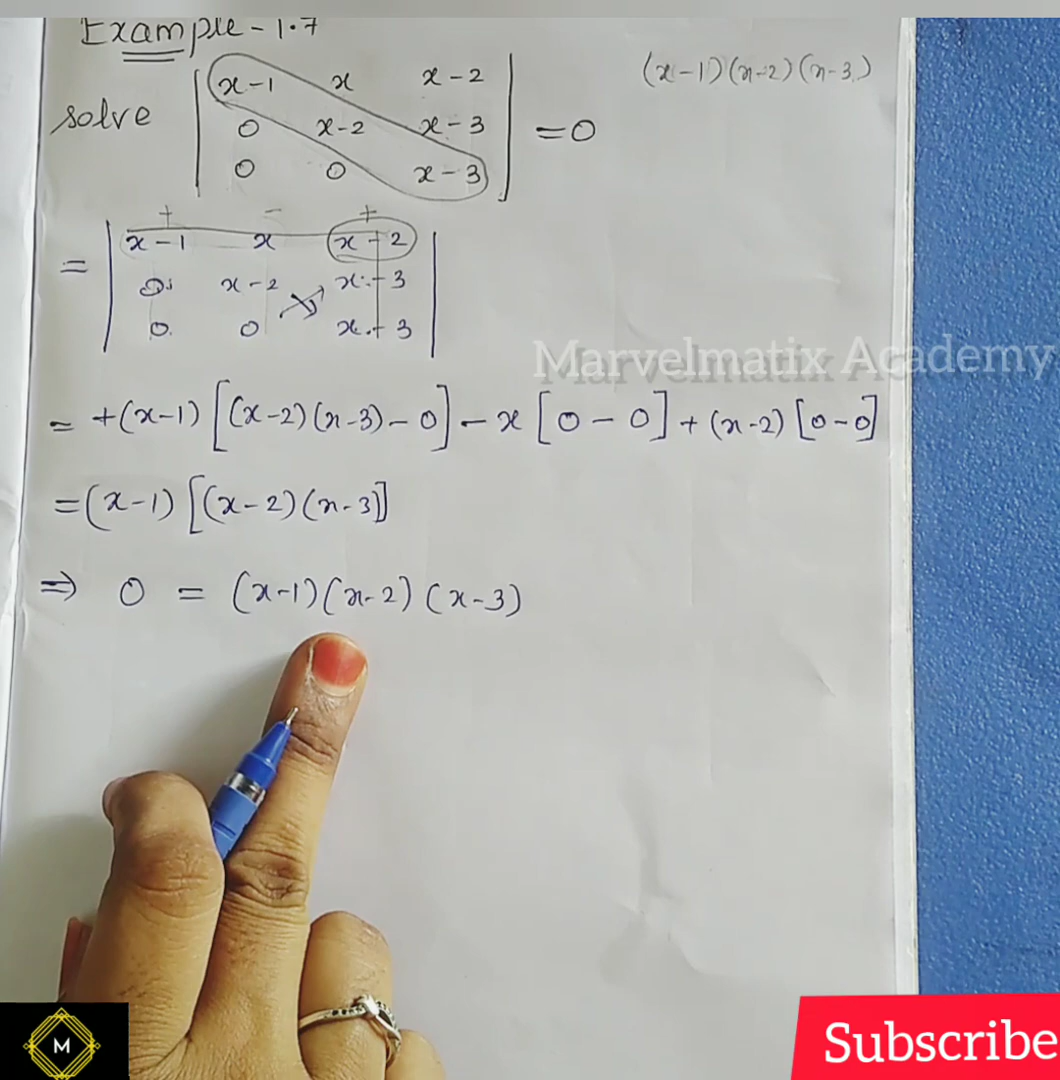 Example - 1.7
(x-1)(x-2)(x-3)
solve | x-1 x x-2 | = 0
0 x-2 x-3
0 0 x-3
+ - +
= | x-1 x x-2 |
0 x-2 x-3
0 0 x-3
Marvelmatix Academy
= +(x-1) [(x-2)(x-3)-0] - x [0-0] + (x-2) [0-0]
= (x-1) [(x-2)(x-3)]
⇒ 0 = (x-1)(x-2)(x-3)
M
Subscribe